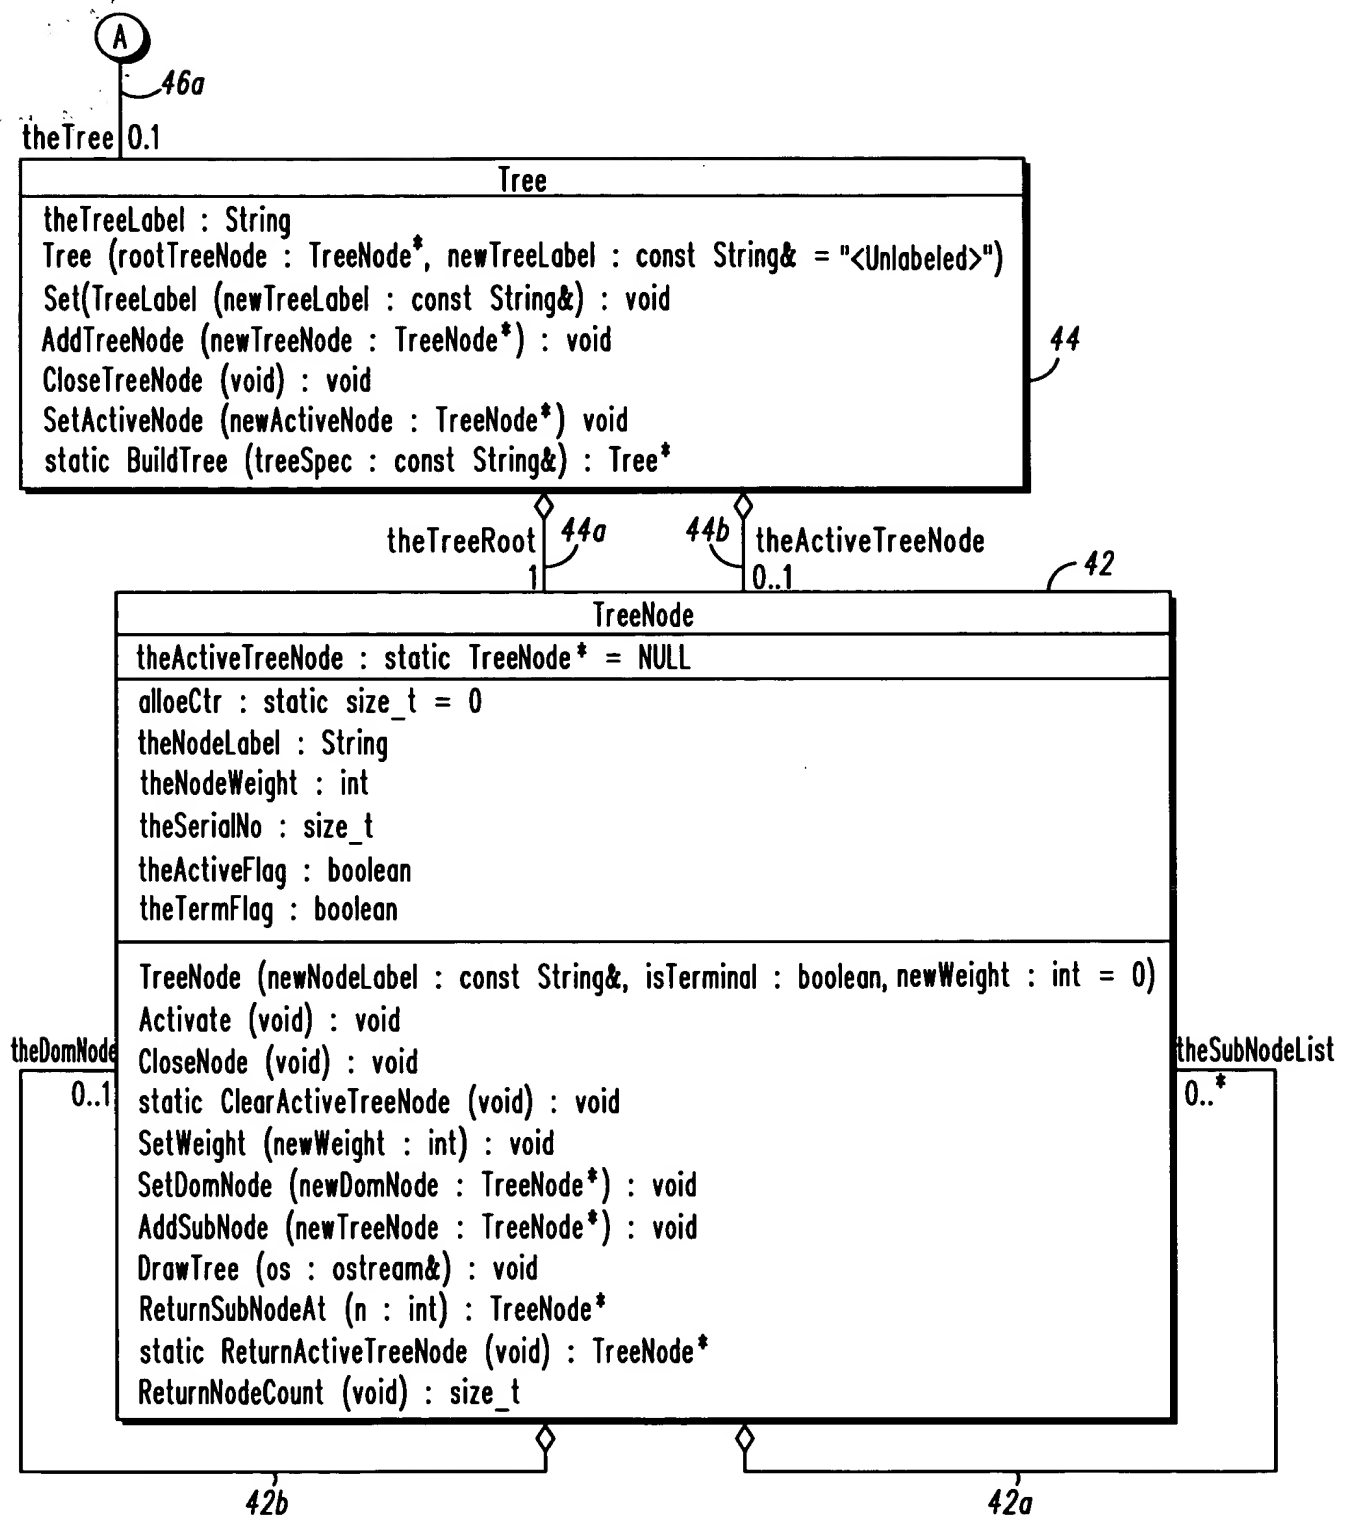 A
46a
theTree 0.1
Tree
theTreeLabel : String
Tree (rootTreeNode : TreeNode*, newTreeLabel : const String& = "<Unlabeled>")
Set(TreeLabel (newTreeLabel : const String&) : void
AddTreeNode (newTreeNode : TreeNode*) : void
CloseTreeNode (void) : void
SetActiveNode (newActiveNode : TreeNode*) void
static BuildTree (treeSpec : const String&) : Tree*
44
theTreeRoot 44a 44b theActiveTreeNode
1 0..1
42
TreeNode
theActiveTreeNode : static TreeNode* = NULL
alloeCtr : static size_t = 0
theNodeLabel : String
theNodeWeight : int
theSerialNo : size_t
theActiveFlag : boolean
theTermFlag : boolean
TreeNode (newNodeLabel : const String&, isTerminal : boolean, newWeight : int = 0)
Activate (void) : void
theDomNode
CloseNode (void) : void
theSubNodeList
0..1
static ClearActiveTreeNode (void) : void
0..*
SetWeight (newWeight : int) : void
SetDomNode (newDomNode : TreeNode*) : void
AddSubNode (newTreeNode : TreeNode*) : void
DrawTree (os : ostream&) : void
ReturnSubNodeAt (n : int) : TreeNode*
static ReturnActiveTreeNode (void) : TreeNode*
ReturnNodeCount (void) : size_t
42b 42a